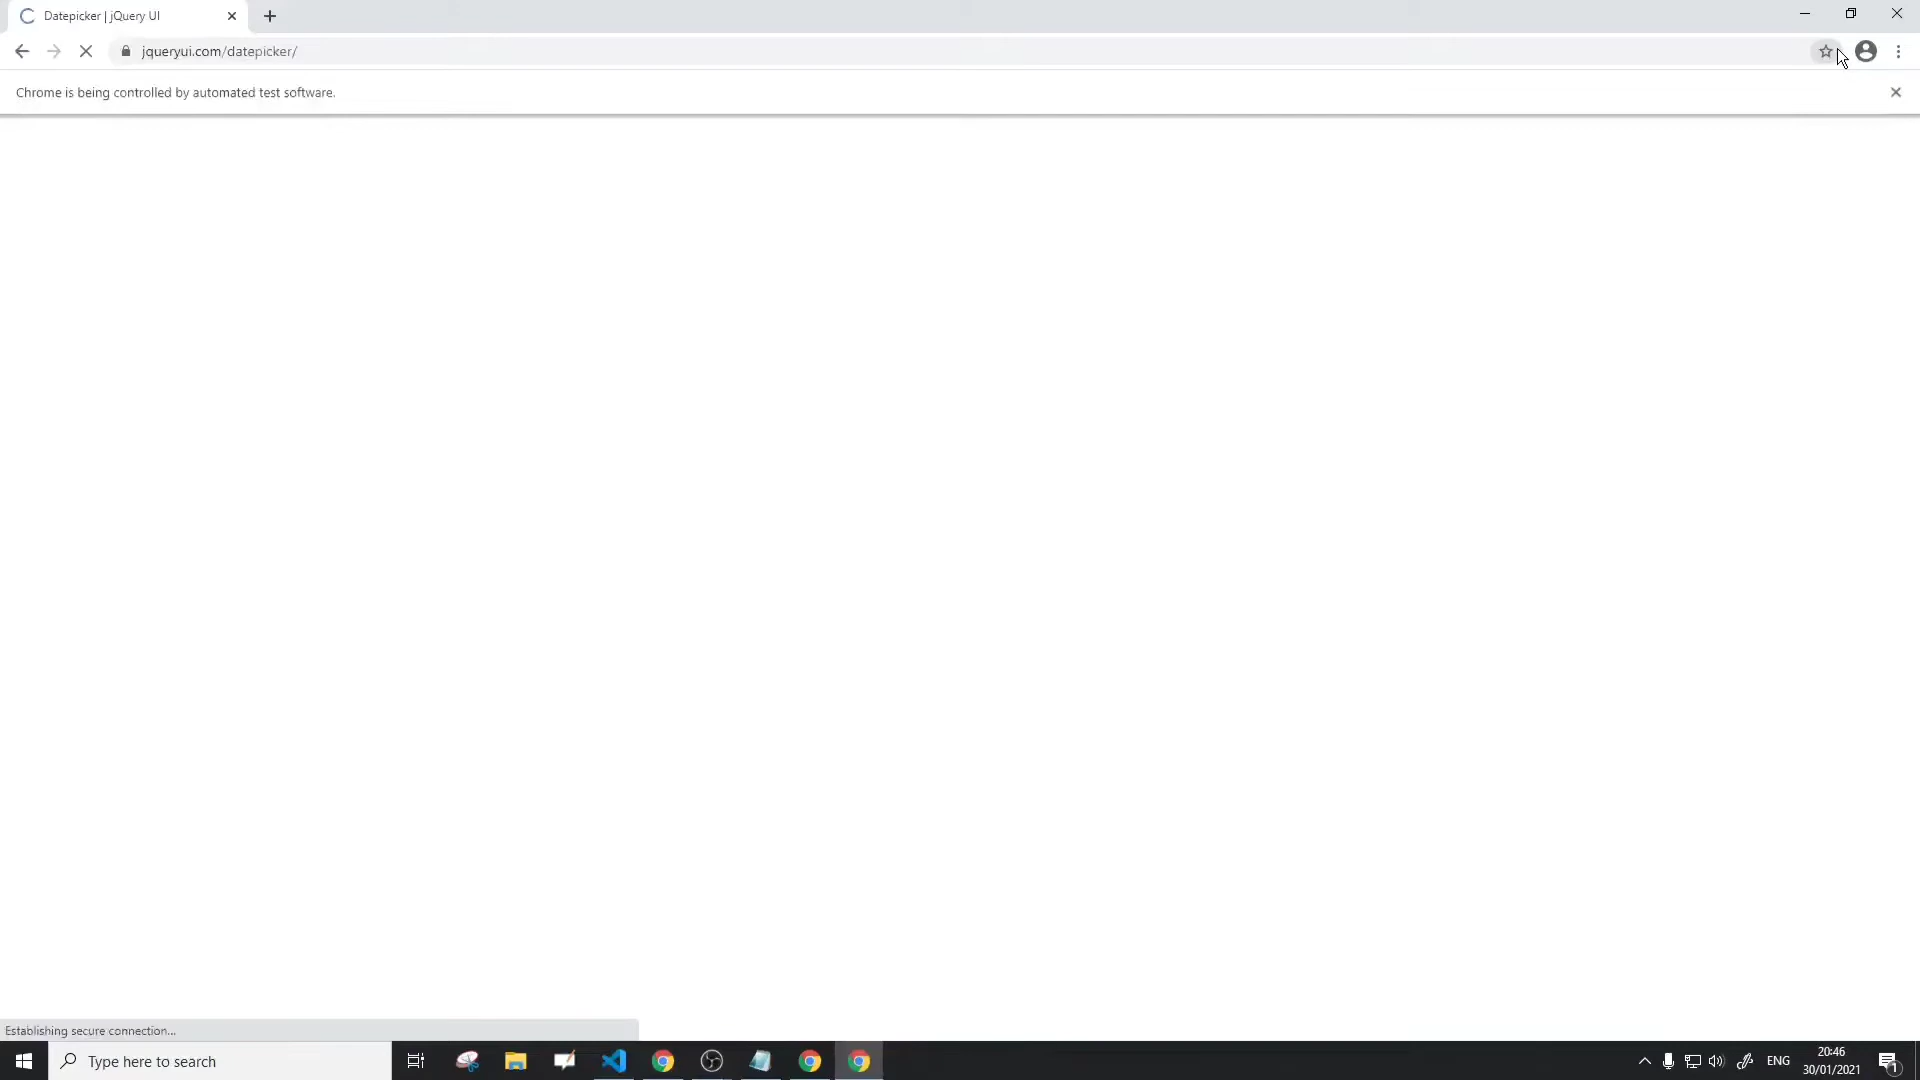 Datepicker | jQuery UI
jqueryui.com/datepicker/
Chrome is being controlled by automated test software.
Establishing secure connection...
Type here to search
ENG
20:46
30/01/2021
1